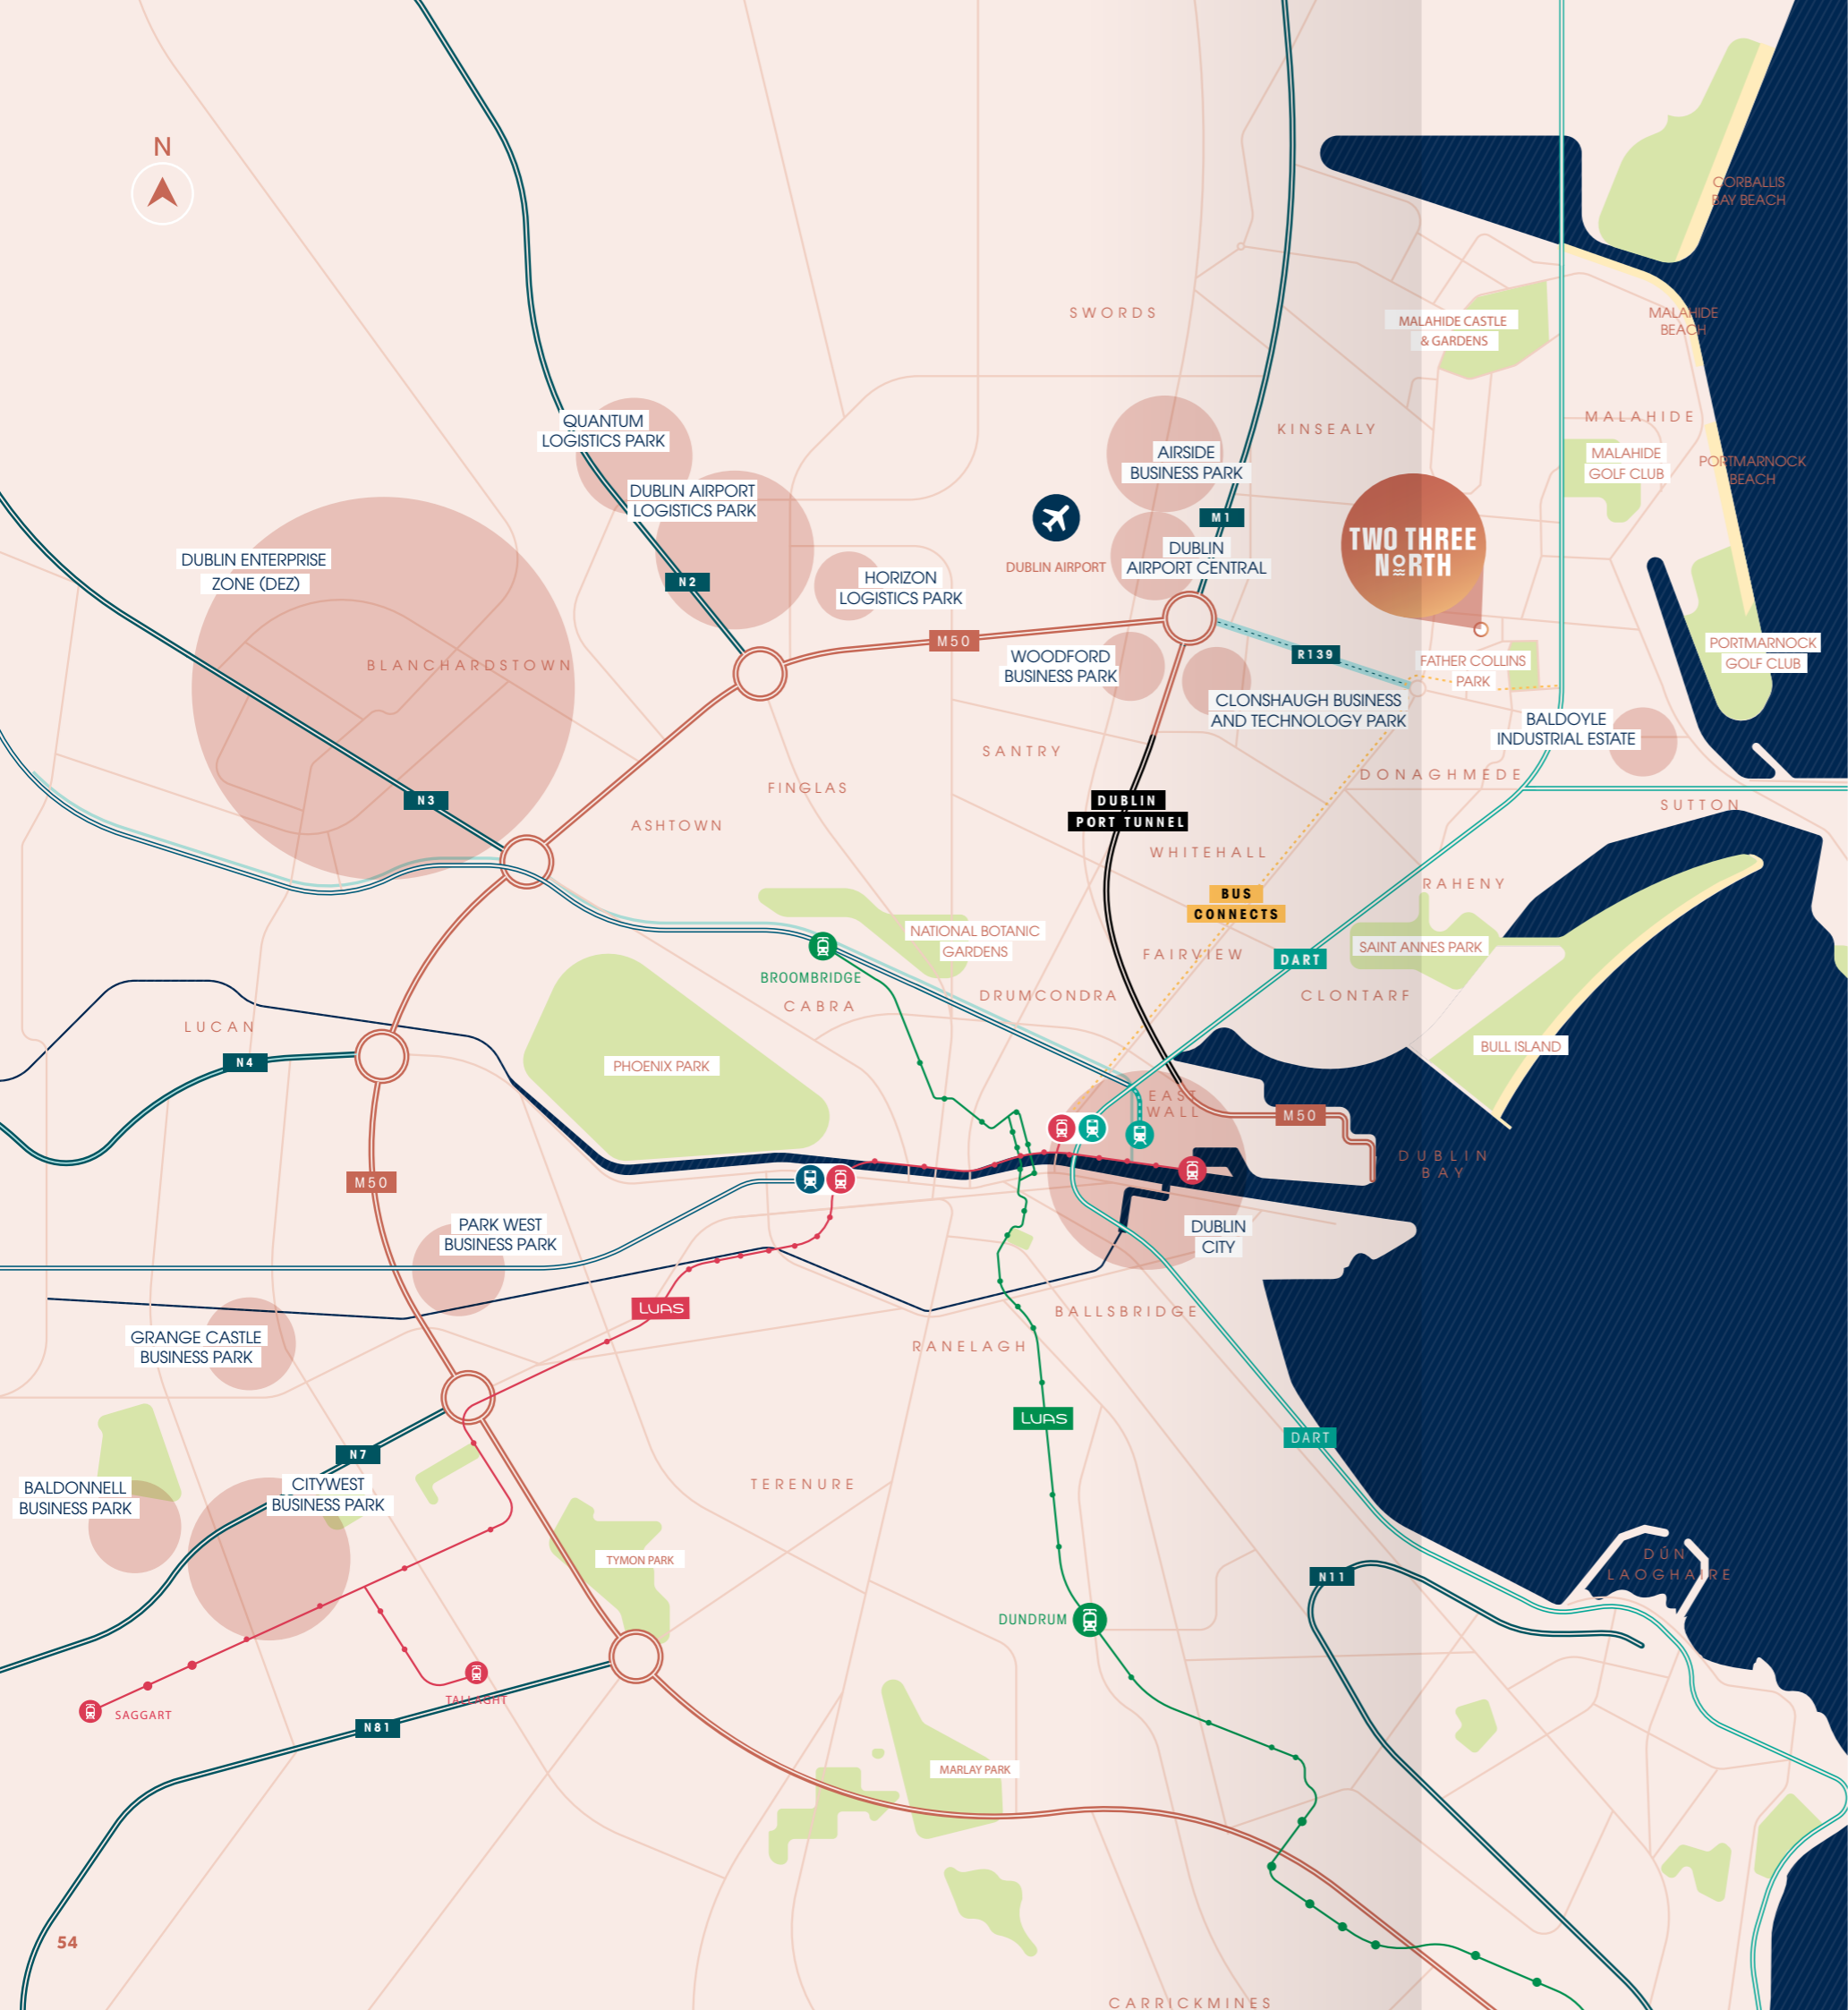 N
CORBALLIS
BAY BEACH
SWORDS
MALAHIDE CASTLE
& GARDENS
MALAHIDE
BEACH
QUANTUM
LOGISTICS PARK
KINSEALY
MALAHIDE
AIRSIDE
BUSINESS PARK
MALAHIDE
GOLF CLUB
PORTMARNOCK
BEACH
DUBLIN AIRPORT
LOGISTICS PARK
M1
TWO THREE
NORTH
DUBLIN ENTERPRISE
ZONE (DEZ)
DUBLIN AIRPORT
DUBLIN
AIRPORT CENTRAL
N2
HORIZON
LOGISTICS PARK
M50
R139
BLANCHARDSTOWN
WOODFORD
BUSINESS PARK
FATHER COLLINS
PARK
PORTMARNOCK
GOLF CLUB
CLONSHAUGH BUSINESS
AND TECHNOLOGY PARK
BALDOYLE
INDUSTRIAL ESTATE
SANTRY
DONAGHMEDE
FINGLAS
N3
DUBLIN
PORT TUNNEL
SUTTON
ASHTOWN
WHITEHALL
RAHENY
BUS
CONNECTS
NATIONAL BOTANIC
GARDENS
FAIRVIEW
DART
SAINT ANNES PARK
BROOMBRIDGE
CABRA
DRUMCONDRA
CLONTARF
LUCAN
N4
PHOENIX PARK
BULL ISLAND
EAST
WALL
M50
DUBLIN
BAY
M50
PARK WEST
BUSINESS PARK
DUBLIN
CITY
LUAS
BALLSBRIDGE
GRANGE CASTLE
BUSINESS PARK
RANELAGH
LUAS
DART
N7
BALDONNELL
BUSINESS PARK
CITYWEST
BUSINESS PARK
TERENURE
TYMON PARK
DÚN
LAOGHAIRE
N11
DUNDRUM
TALLAGHT
SAGGART
N81
MARLAY PARK
54
CARRICKMINES